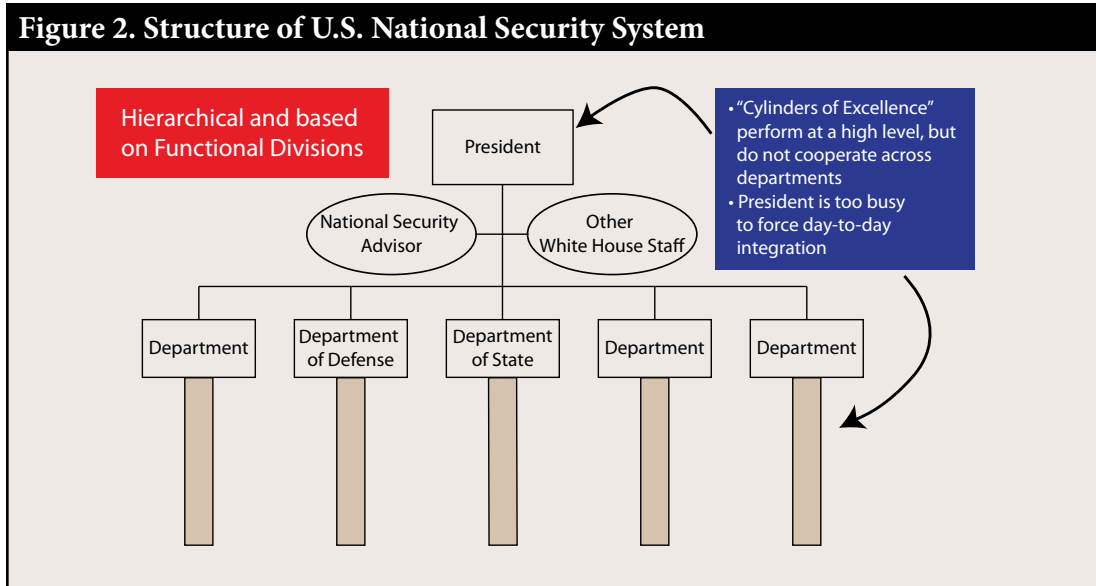 Figure 2. Structure of U.S. National Security System
Hierarchical and based
on Functional Divisions
President
• “Cylinders of Excellence”
perform at a high level, but
do not cooperate across
departments
• President is too busy
to force day-to-day
integration
National Security
Advisor
Other
White House Staff
Department
Department
of Defense
Department
of State
Department
Department